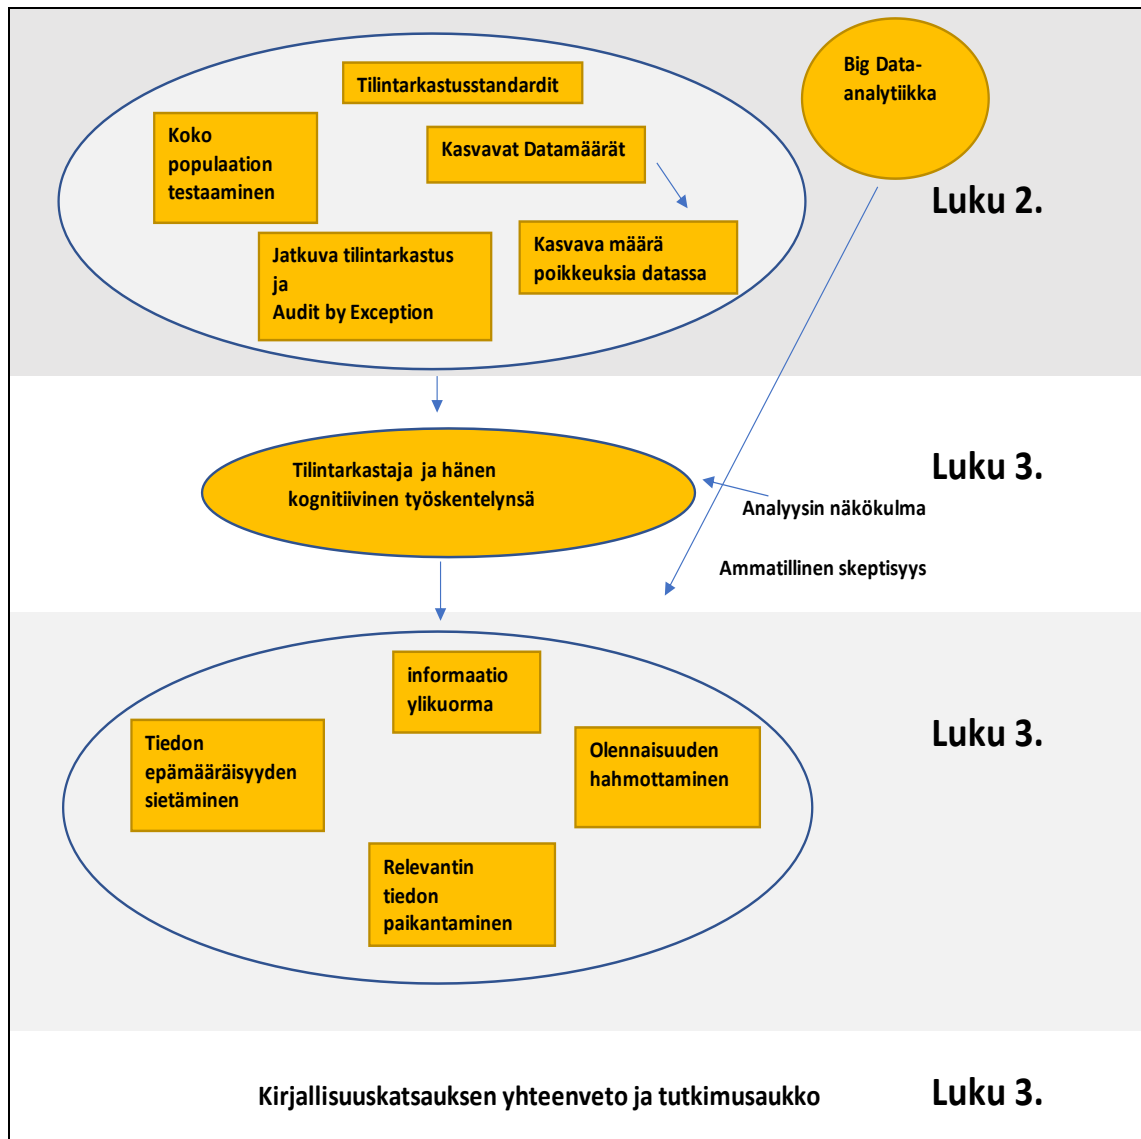 Tilintarkastusstandardit
Big Data-
analytiikka
Koko
populaation
testaaminen
Kasvavat Datamäärät
Luku 2.
Jatkuva tilintarkastus
ja
Audit by Exception
Kasvava määrä
poikkeuksia datassa
Tilintarkastaja ja hänen
kognitiivinen työskentelynsä
Luku 3.
Analyysin näkökulma
Ammatillinen skeptisyys
informaatio
ylikuorma
Tiedon
epämääräisyyden
sietäminen
Olennaisuuden
hahmottaminen
Luku 3.
Relevantin
tiedon
paikantaminen
Kirjallisuuskatsauksen yhteenveto ja tutkimusaukko
Luku 3.